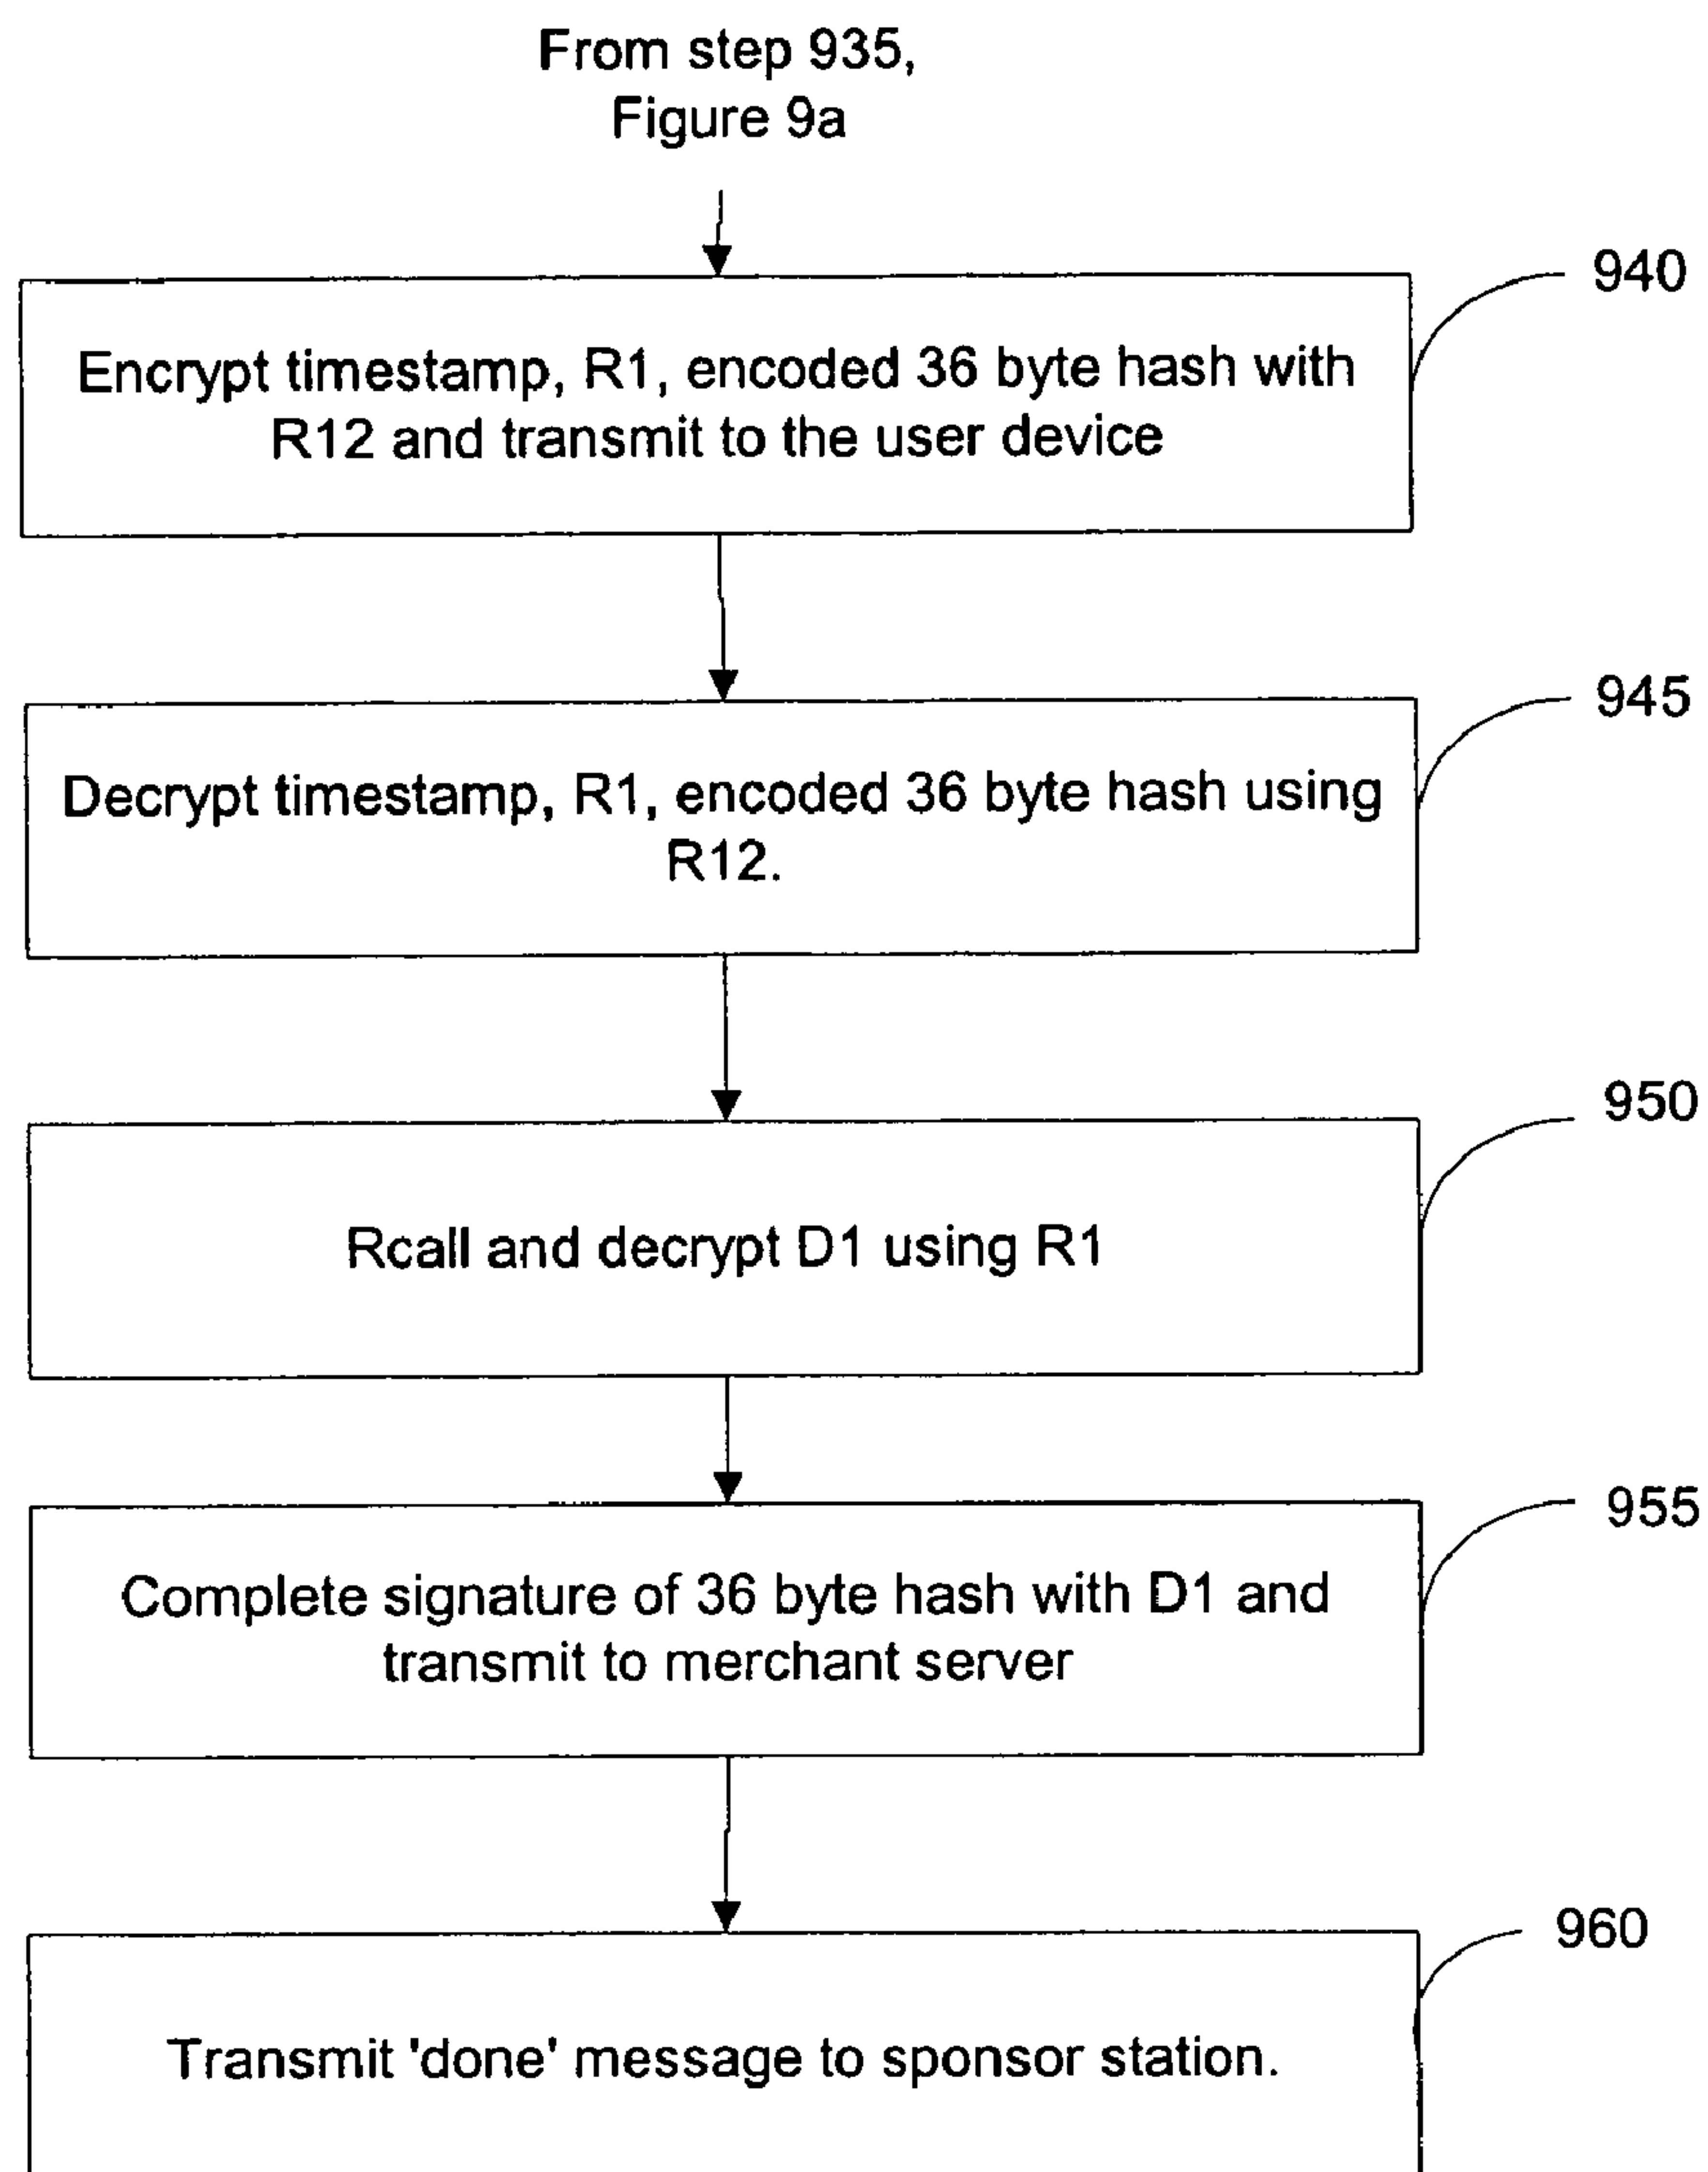 From step 935,
Figure 9a
940
Encrypt timestamp, R1, encoded 36 byte hash with
R12 and transmit to the user device
945
Decrypt timestamp, R1, encoded 36 byte hash using
R12.
950
Rcall and decrypt D1 using R1
955
Complete signature of 36 byte hash with D1 and
transmit to merchant server
960
Transmit 'done' message to sponsor station.